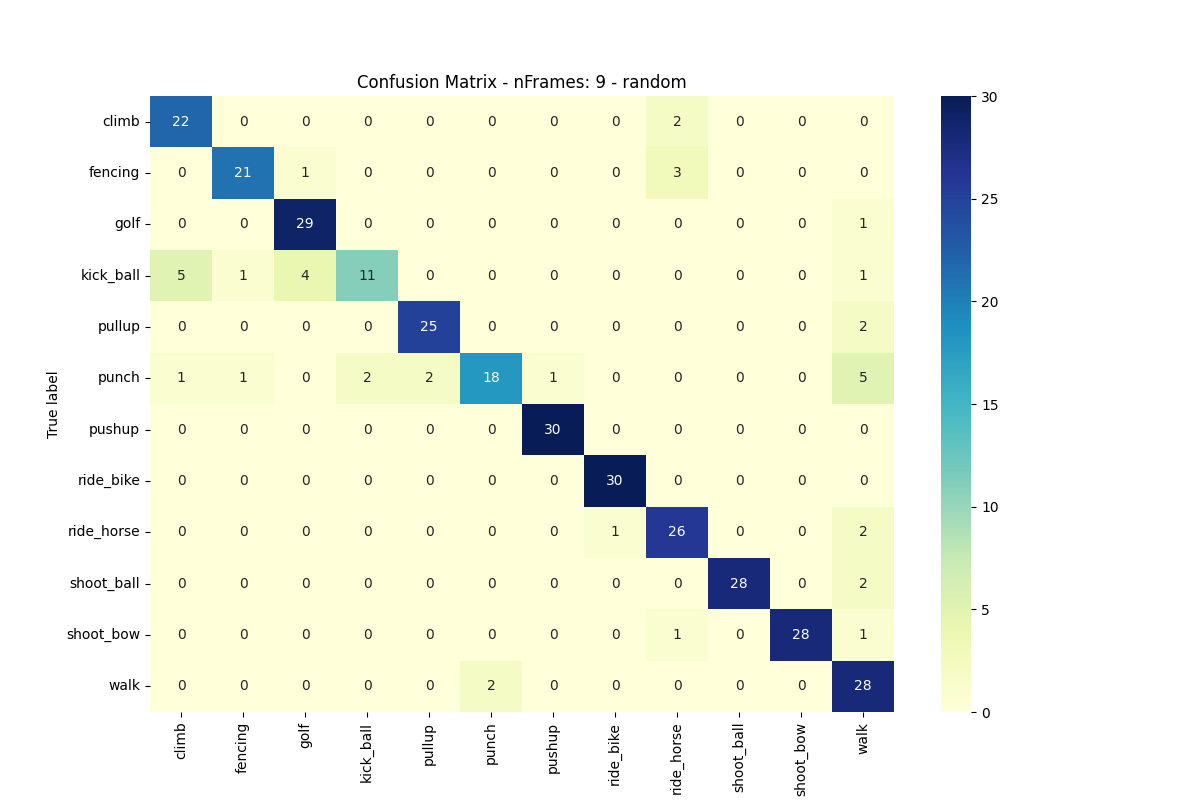 Confusion Matrix - nFrames: 9 - random
climb 22 0 0 0 0 0 0 0 2 0 0 0
fencing 0 21 1 0 0 0 0 0 3 0 0 0
golf 0 0 29 0 0 0 0 0 0 0 0 1
kick_ball 5 1 4 11 0 0 0 0 0 0 0 1
pullup 0 0 0 0 25 0 0 0 0 0 0 2
punch 1 1 0 2 2 18 1 0 0 0 0 5
pushup 0 0 0 0 0 0 30 0 0 0 0 0
ride_bike 0 0 0 0 0 0 0 30 0 0 0 0
ride_horse 0 0 0 0 0 0 0 1 26 0 0 2
shoot_ball 0 0 0 0 0 0 0 0 0 28 0 2
shoot_bow 0 0 0 0 0 0 0 0 1 0 28 1
walk 0 0 0 0 0 2 0 0 0 0 0 28
True label
climb fencing golf kick_ball pullup punch pushup ride_bike ride_horse shoot_ball shoot_bow walk
30
25
20
15
10
5
0